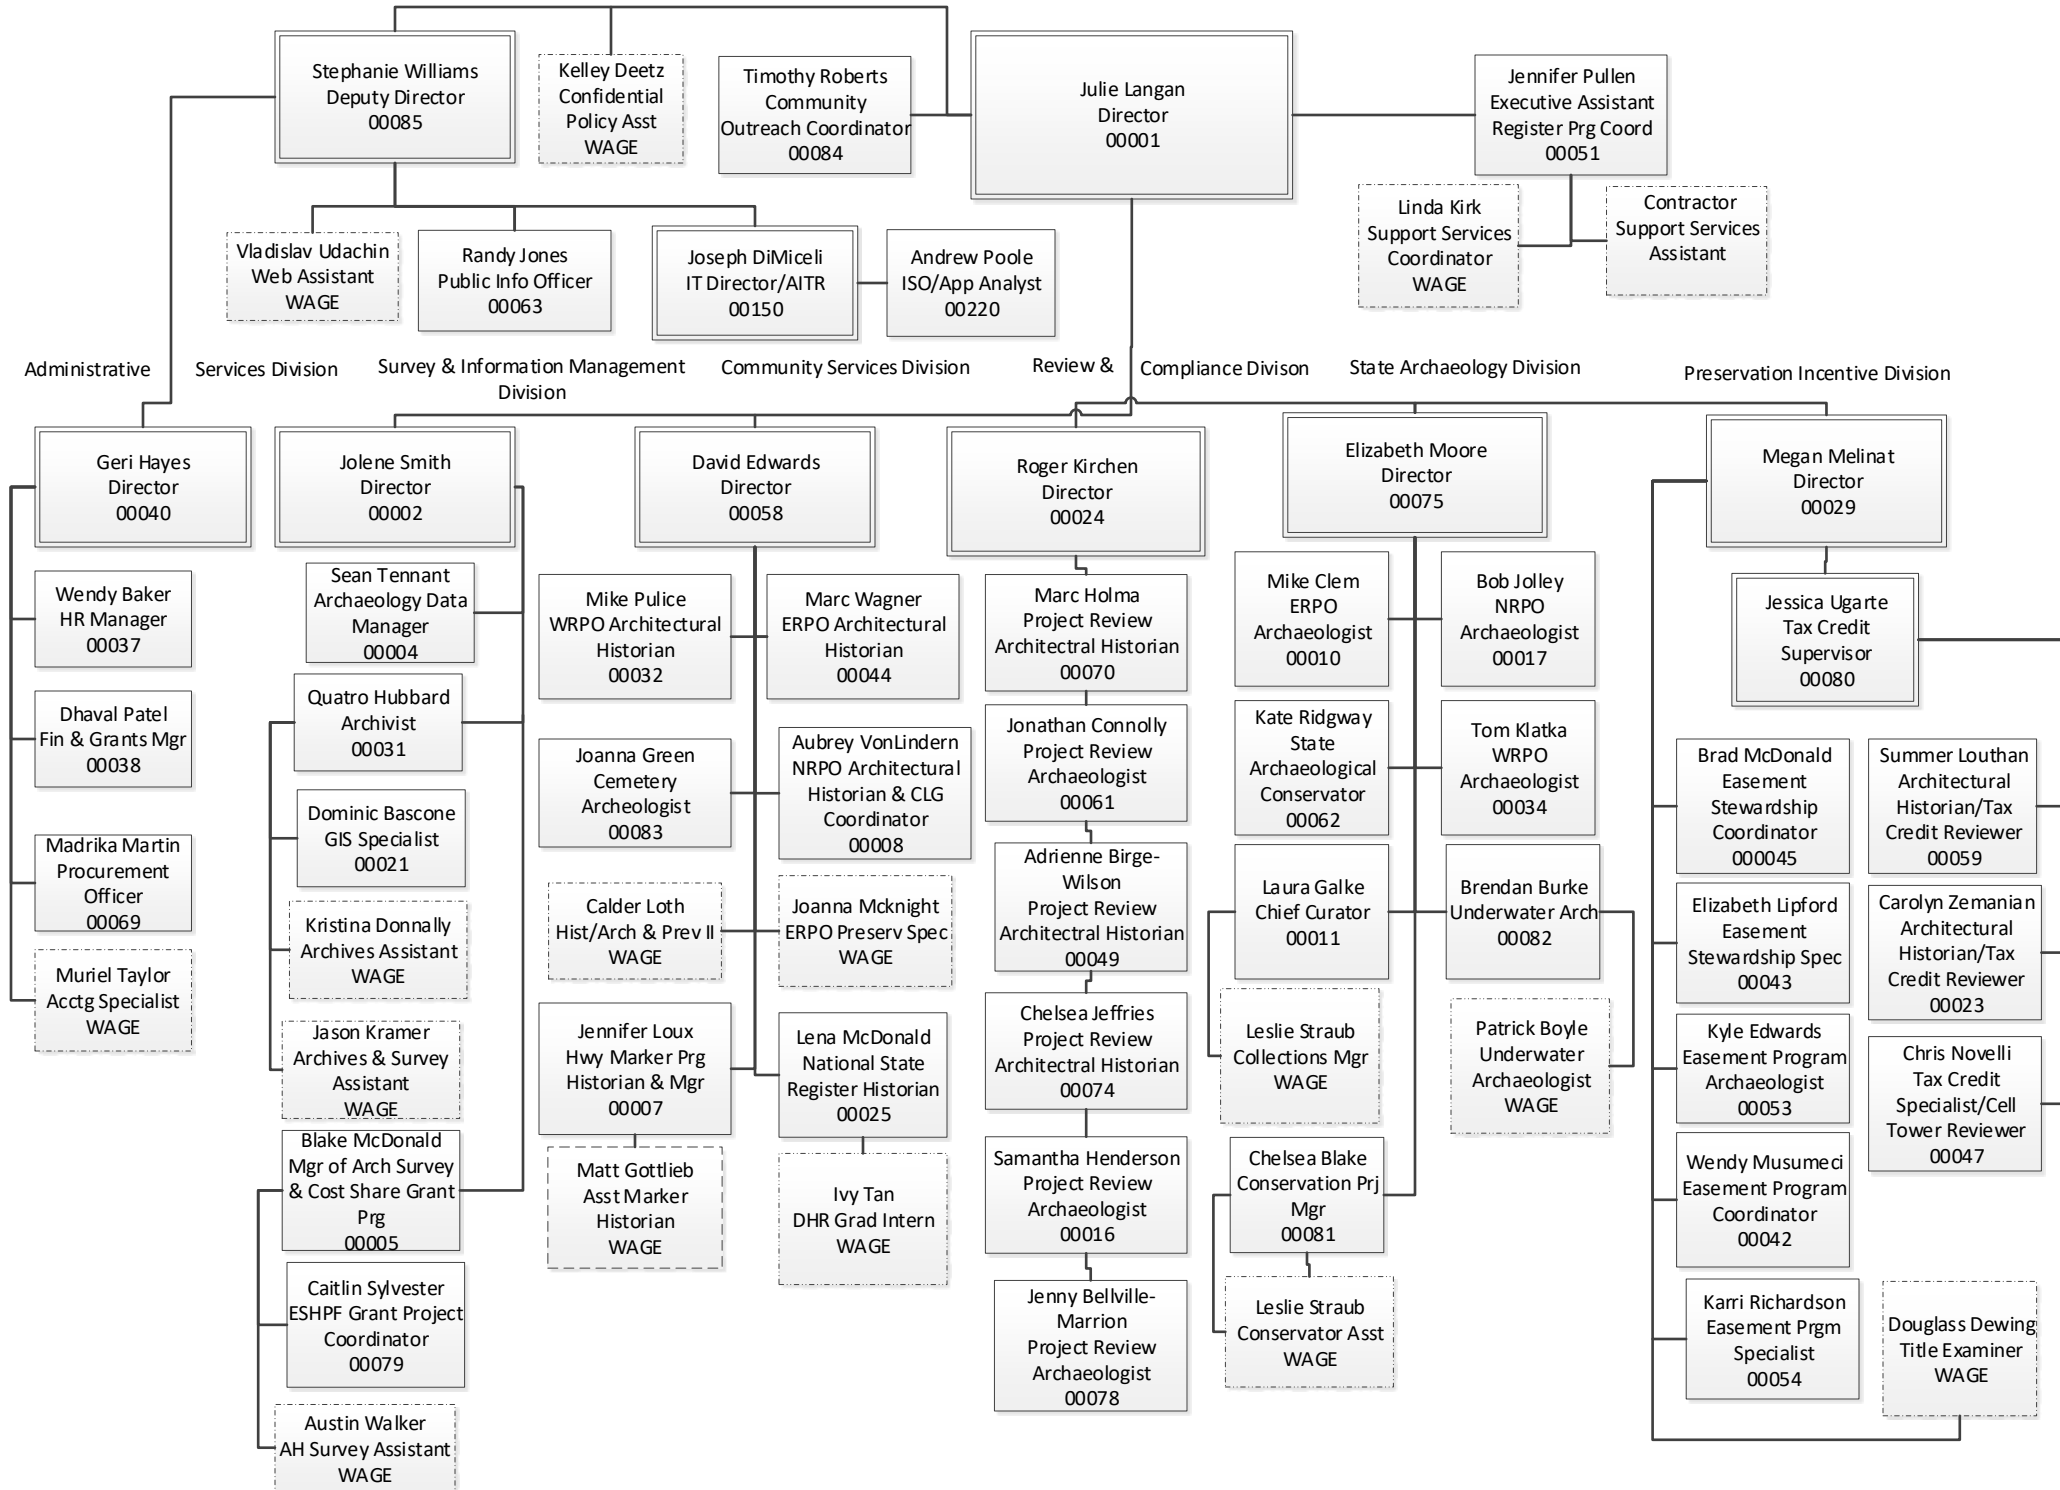 Stephanie Williams
Deputy Director
00085
Kelley Deetz
Confidential
Policy Asst
WAGE
Timothy Roberts
Community
Outreach Coordinator
00084
Julie Langan
Director
00001
Jennifer Pullen
Executive Assistant
Register Prg Coord
00051
Linda Kirk
Support Services
Coordinator
WAGE
Contractor
Support Services
Assistant
Vladislav Udachin
Web Assistant
WAGE
Randy Jones
Public Info Officer
00063
Joseph DiMiceli
IT Director/AITR
00150
Andrew Poole
ISO/App Analyst
00220
Administrative Services Division
Survey & Information Management
Division
Community Services Division
Review & Compliance Divison
State Archaeology Division
Preservation Incentive Division
Geri Hayes
Director
00040
Wendy Baker
HR Manager
00037
Dhaval Patel
Fin & Grants Mgr
00038
Madrika Martin
Procurement
Officer
00069
Muriel Taylor
Acctg Specialist
WAGE
Jolene Smith
Director
00002
Sean Tennant
Archaeology Data
Manager
00004
Quatro Hubbard
Archivist
00031
Dominic Bascone
GIS Specialist
00021
Kristina Donnally
Archives Assistant
WAGE
Jason Kramer
Archives & Survey
Assistant
WAGE
Blake McDonald
Mgr of Arch Survey
& Cost Share Grant
Prg
00005
Caitlin Sylvester
ESHPF Grant Project
Coordinator
00079
Austin Walker
AH Survey Assistant
WAGE
David Edwards
Director
00058
Mike Pulice
WRPO Architectural
Historian
00032
Marc Wagner
ERPO Architectural
Historian
00044
Joanna Green
Cemetery
Archeologist
00083
Aubrey VonLindern
NRPO Architectural
Historian & CLG
Coordinator
00008
Calder Loth
Hist/Arch & Prev II
WAGE
Joanna Mcknight
ERPO Preserv Spec
WAGE
Jennifer Loux
Hwy Marker Prg
Historian & Mgr
00007
Lena McDonald
National State
Register Historian
00025
Matt Gottlieb
Asst Marker
Historian
WAGE
Ivy Tan
DHR Grad Intern
WAGE
Roger Kirchen
Director
00024
Marc Holma
Project Review
Architectral Historian
00070
Jonathan Connolly
Project Review
Archaeologist
00061
Adrienne Birge-
Wilson
Project Review
Architectral Historian
00049
Chelsea Jeffries
Project Review
Architectral Historian
00074
Samantha Henderson
Project Review
Archaeologist
00016
Jenny Bellville-
Marrion
Project Review
Archaeologist
00078
Elizabeth Moore
Director
00075
Mike Clem
ERPO
Archaeologist
00010
Bob Jolley
NRPO
Archaeologist
00017
Kate Ridgway
State
Archaeological
Conservator
00062
Tom Klatka
WRPO
Archaeologist
00034
Laura Galke
Chief Curator
00011
Brendan Burke
Underwater Arch
00082
Leslie Straub
Collections Mgr
WAGE
Patrick Boyle
Underwater
Archaeologist
WAGE
Chelsea Blake
Conservation Prj
Mgr
00081
Leslie Straub
Conservator Asst
WAGE
Megan Melinat
Director
00029
Jessica Ugarte
Tax Credit
Supervisor
00080
Brad McDonald
Easement
Stewardship
Coordinator
000045
Summer Louthan
Architectural
Historian/Tax
Credit Reviewer
00059
Elizabeth Lipford
Easement
Stewardship Spec
00043
Carolyn Zemanian
Architectural
Historian/Tax
Credit Reviewer
00023
Kyle Edwards
Easement Program
Archaeologist
00053
Chris Novelli
Tax Credit
Specialist/Cell
Tower Reviewer
00047
Wendy Musumeci
Easement Program
Coordinator
00042
Karri Richardson
Easement Prgm
Specialist
00054
Douglass Dewing
Title Examiner
WAGE